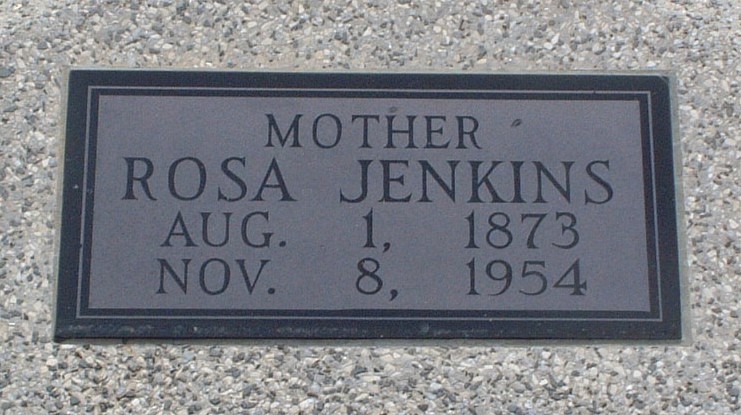 MOTHER
ROSA JENKINS
AUG. 1, 1873
NOV. 8, 1954